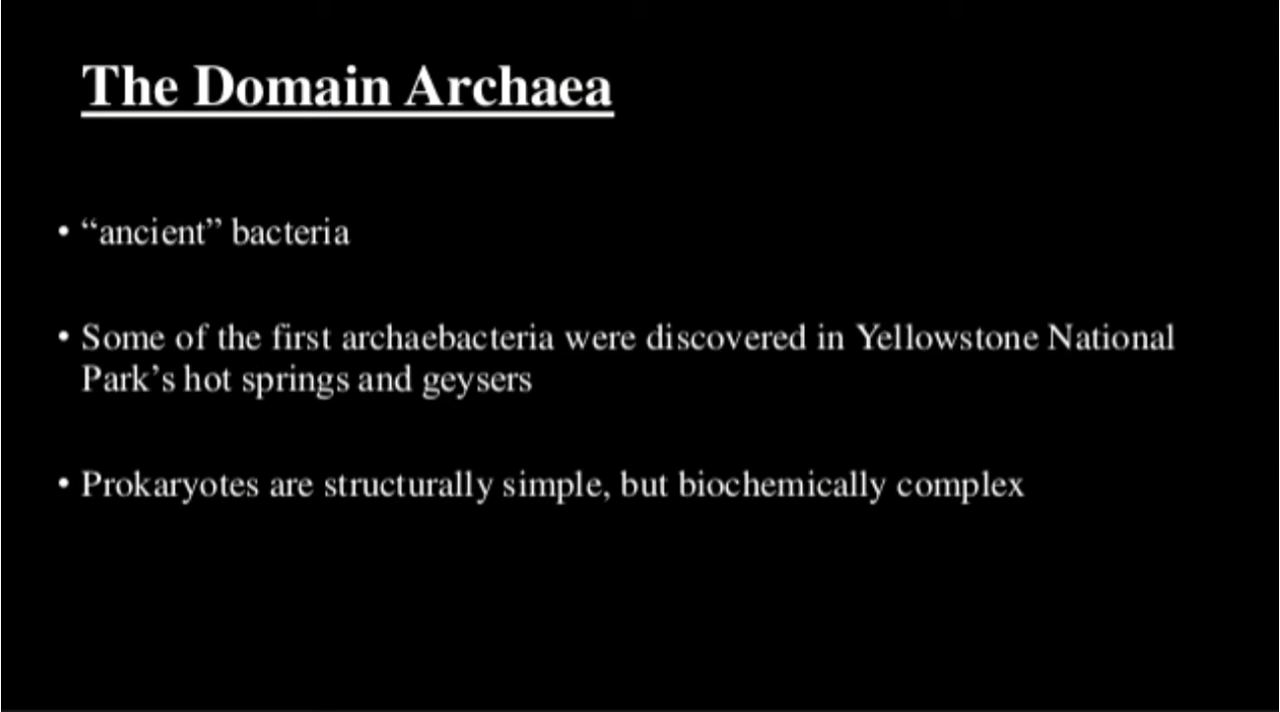 The Domain Archaea
• “ancient” bacteria
• Some of the first archaebacteria were discovered in Yellowstone National
Park’s hot springs and geysers
• Prokaryotes are structurally simple, but biochemically complex